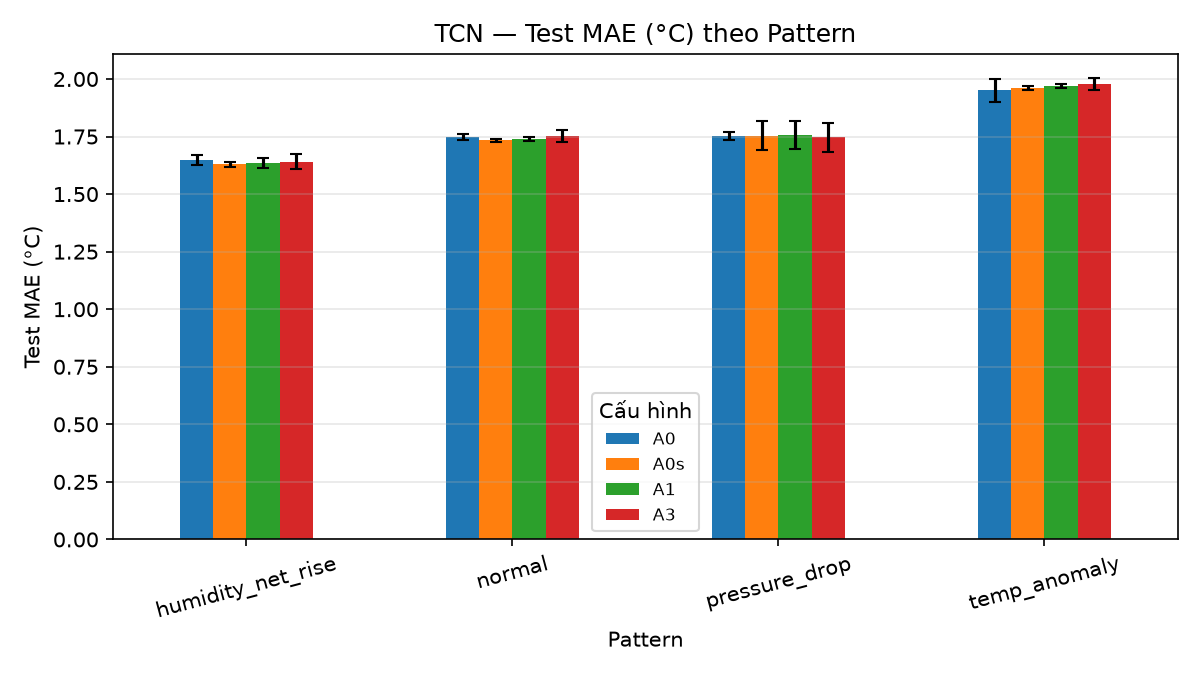 TCN — Test MAE (°C) theo Pattern
Test MAE (°C)
2.00
1.75
1.50
1.25
1.00
0.75
0.50
0.25
0.00
Cấu hình
A0
A0s
A1
A3
humidity_net_rise
normal
pressure_drop
temp_anomaly
Pattern